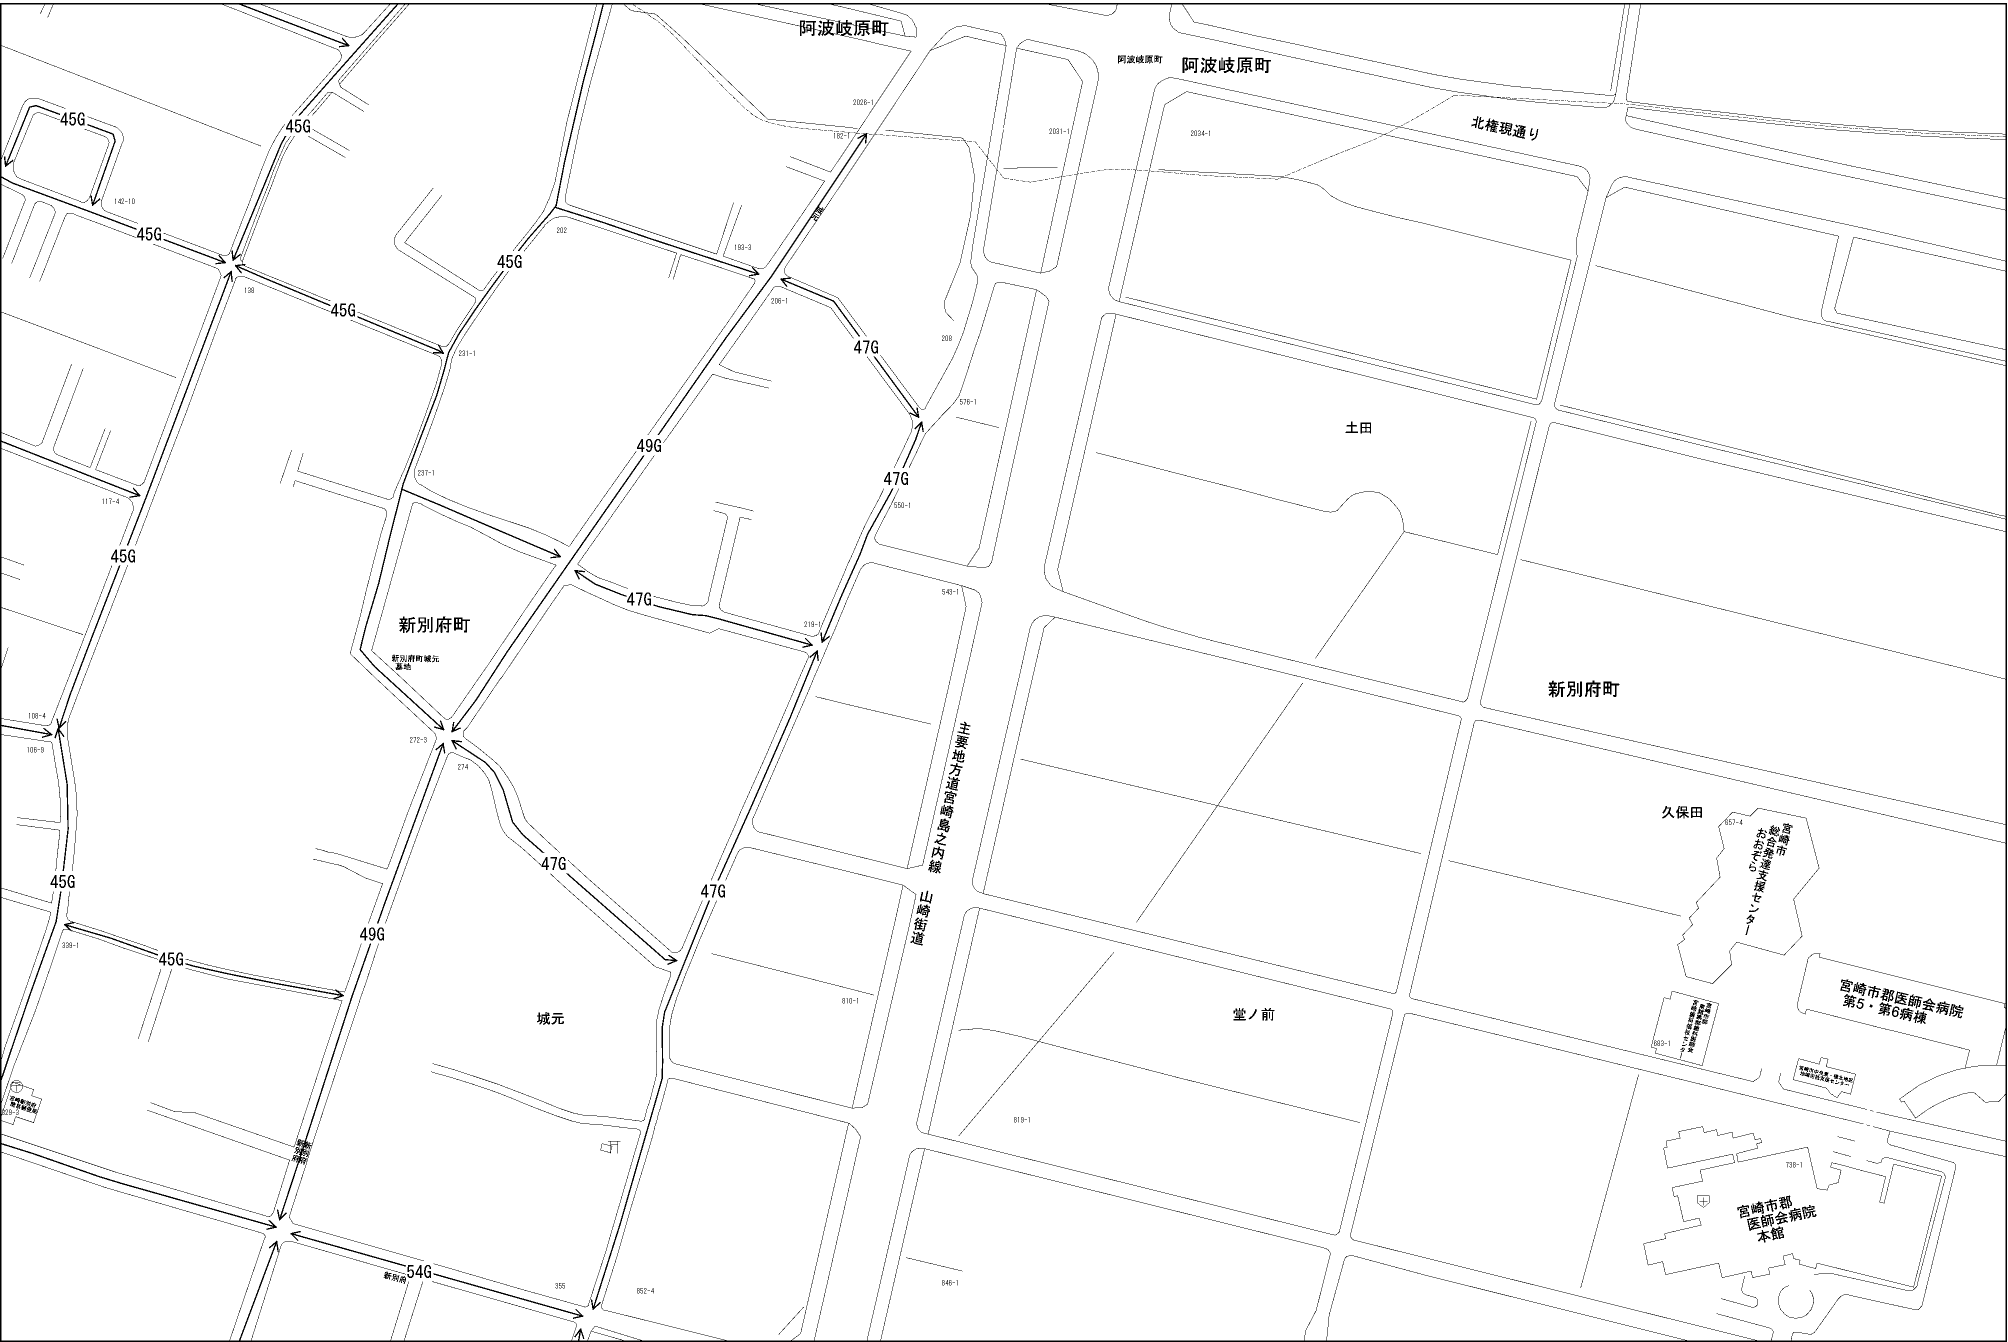 阿波岐原町
阿波岐原町
阿波岐原町
2026-1
45G
45G
182-1
2031-1
2034-1
北権現通り
142-10
45G
202
193-3
45G
138
45G
206-1
47G
208
231-1
576-1
土田
49G
237-1
47G
117-4
550-1
45G
543-1
47G
新別府町
219-1
新別府町城元
墓地
新別府町
108-4
106-9
272-3
274
主要地方道宮崎島之内線 山崎街道
久保田
857-4
宮崎市
総合発達支援センター
おおぞら
47G
45G
47G
49G
339-1
45G
810-1
城元
堂ノ前
宮崎市郡医師会病院
第5・第6病棟
683-1
819-1
新別府
738-1
宮崎市郡
医師会病院
本館
54G
新別府
355
852-4
846-1